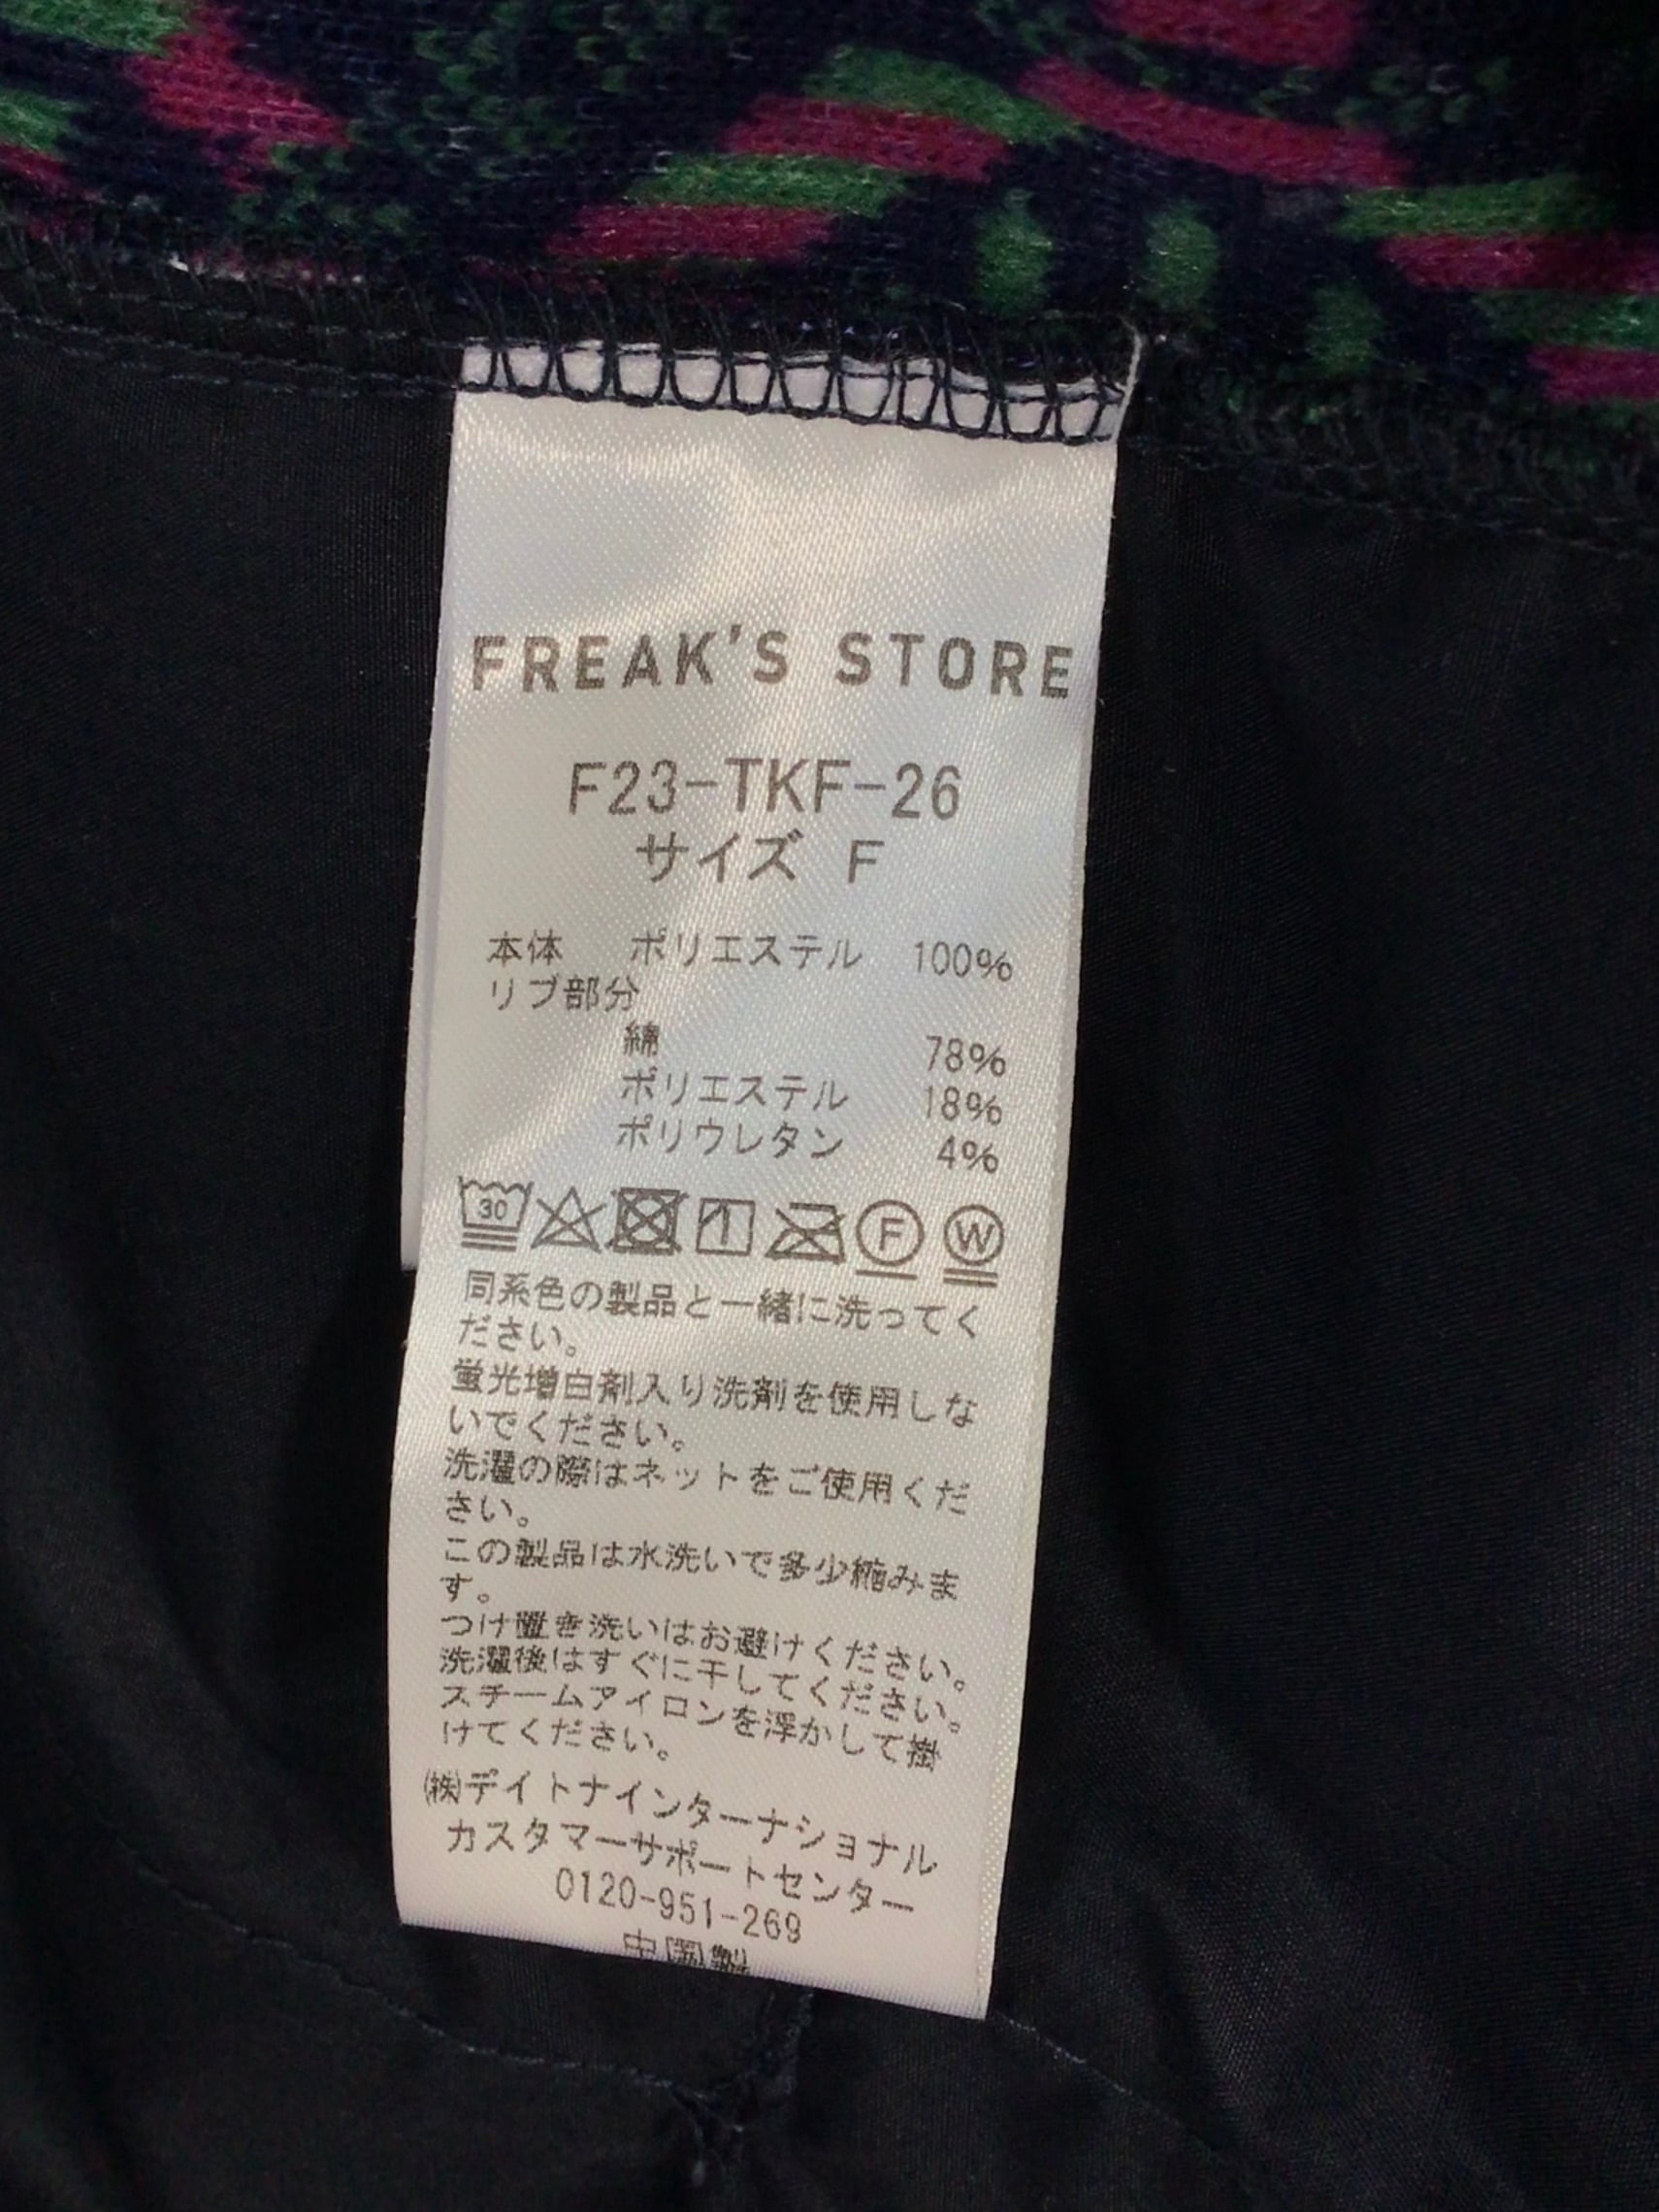 FREAK'S STORE
F23-TKF-26
サイズ F
本体 ポリエステル 100%
リブ部分
綿 78%
ポリエステル 18%
ポリウレタン 4%
30 F W
同系色の製品と一緒に洗ってく
ださい。
蛍光増白剤入り洗剤を使用しな
いでください。
洗濯の際はネットをご使用くだ
さい。
この製品は水洗いで多少縮みま
す。
つけ置き洗いはお避けください。
洗濯後はすぐに干してください。
スチームアイロンを浮かして掛
けてください。
㈱デイトナインターナショナル
カスタマーサポートセンター
0120-951-269
中国製